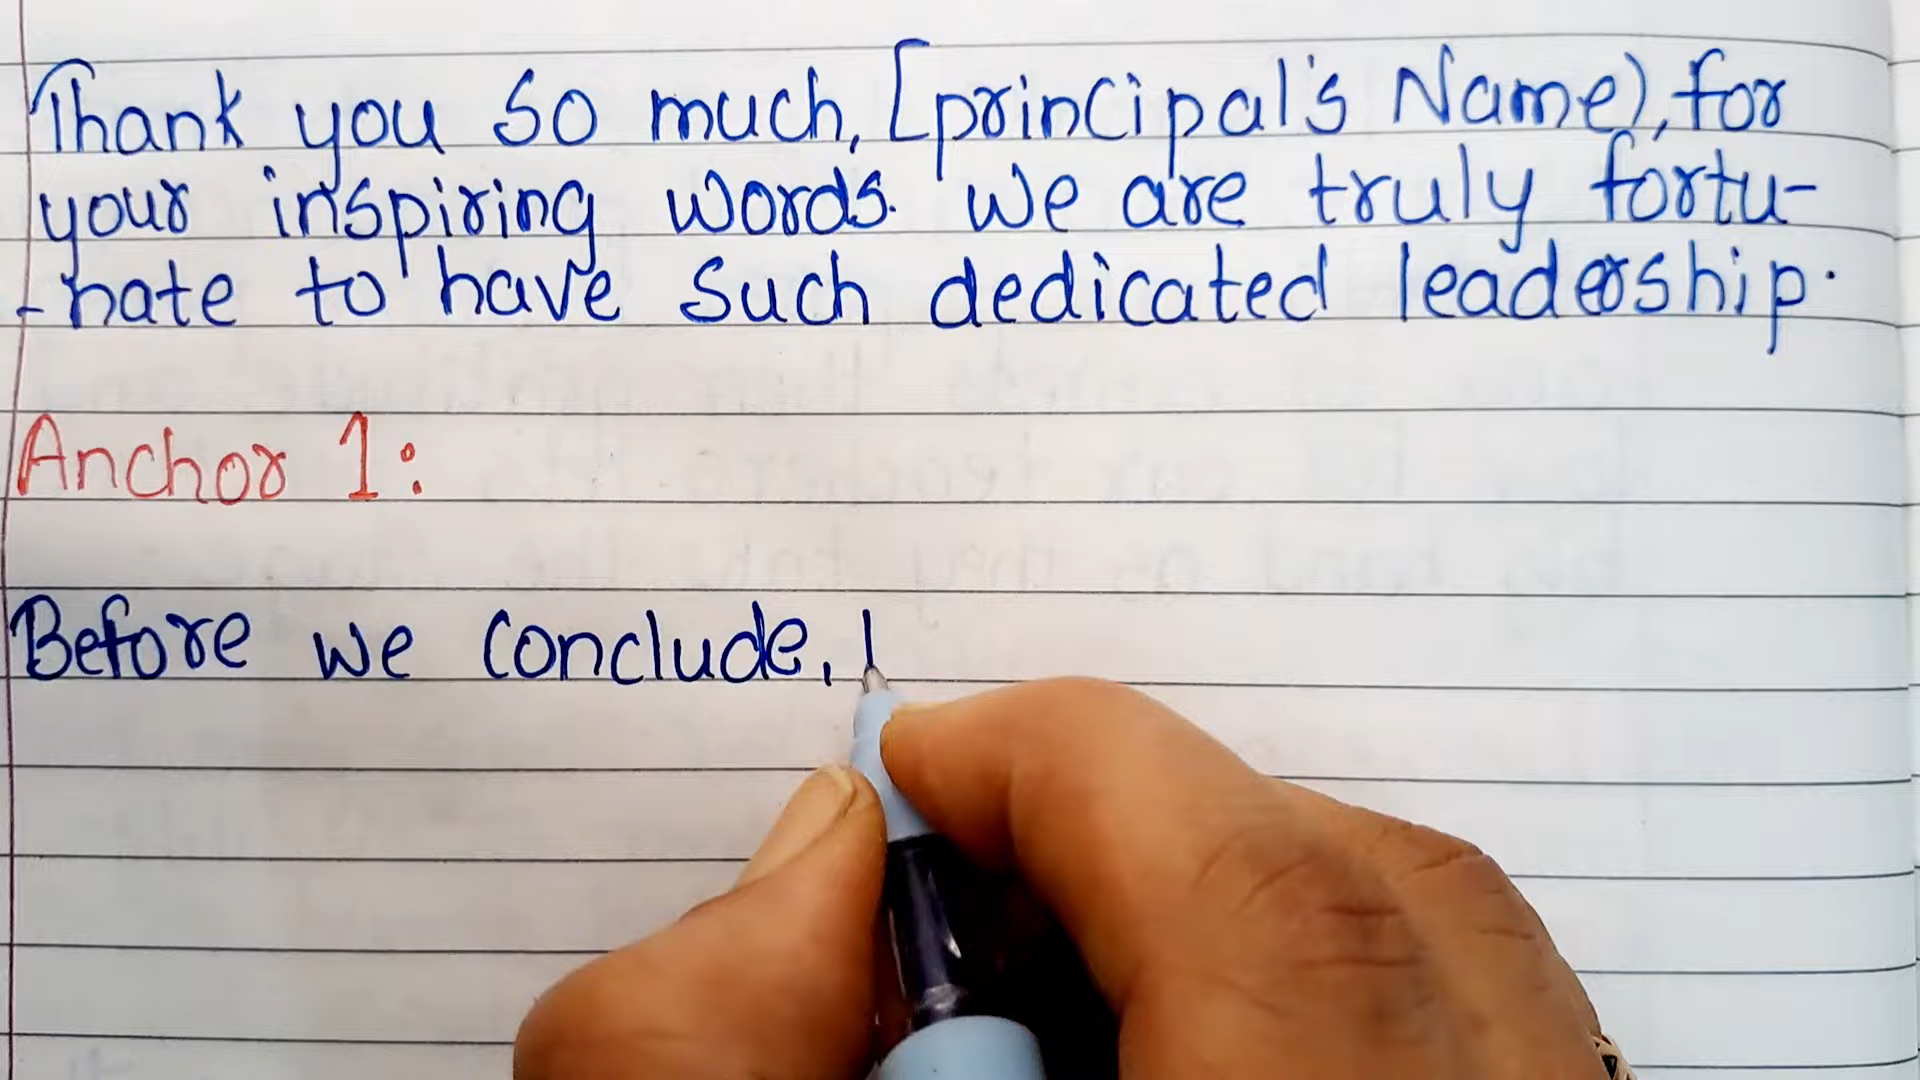 Thank you so much, [principal's Name), for
your inspiring words. We are truly fortu-
-nate to have such dedicated leadership.
Anchor 1:
Before we conclude,